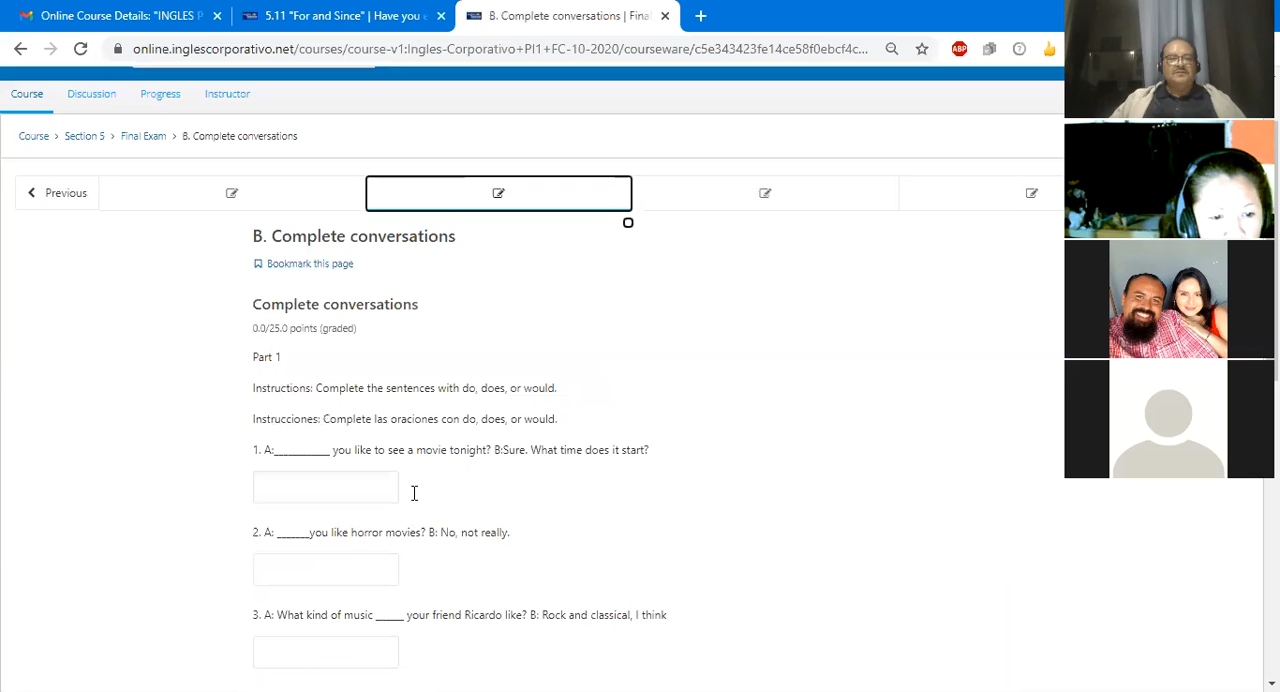 Online Course Details: "INGLES P
5.11 "For and Since" | Have you e
B. Complete conversations | Fina
online.inglescorporativo.net/courses/course-v1:Ingles-Corporativo+PI1+FC-10-2020/courseware/c5e343423fe14ce58f0ebcf4c...
ABP
Course Discussion Progress Instructor
Course > Section 5 > Final Exam > B. Complete conversations
Previous
B. Complete conversations
Bookmark this page
Complete conversations
0.0/25.0 points (graded)
Part 1
Instructions: Complete the sentences with do, does, or would.
Instrucciones: Complete las oraciones con do, does, or would.
1. A:___________ you like to see a movie tonight? B:Sure. What time does it start?
2. A: _______you like horror movies? B: No, not really.
3. A: What kind of music ______ your friend Ricardo like? B: Rock and classical, I think